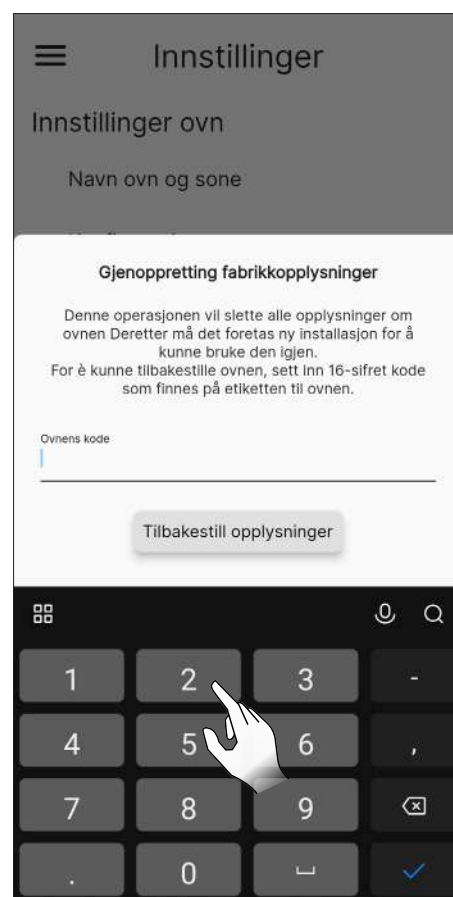 Innstillinger
Innstillinger ovn
Navn ovn og sone
Gjenoppretting fabrikkopplysninger
Denne operasjonen vil slette alle opplysninger om
ovnen Deretter må det foretas ny installasjon for å
kunne bruke den igjen.
For è kunne tilbakestille ovnen, sett inn 16-sifret kode
som finnes på etiketten til ovnen.
Ovnens kode
Tilbakestill opplysninger
1 2 3 -
4 5 6 ,
7 8 9
. 0